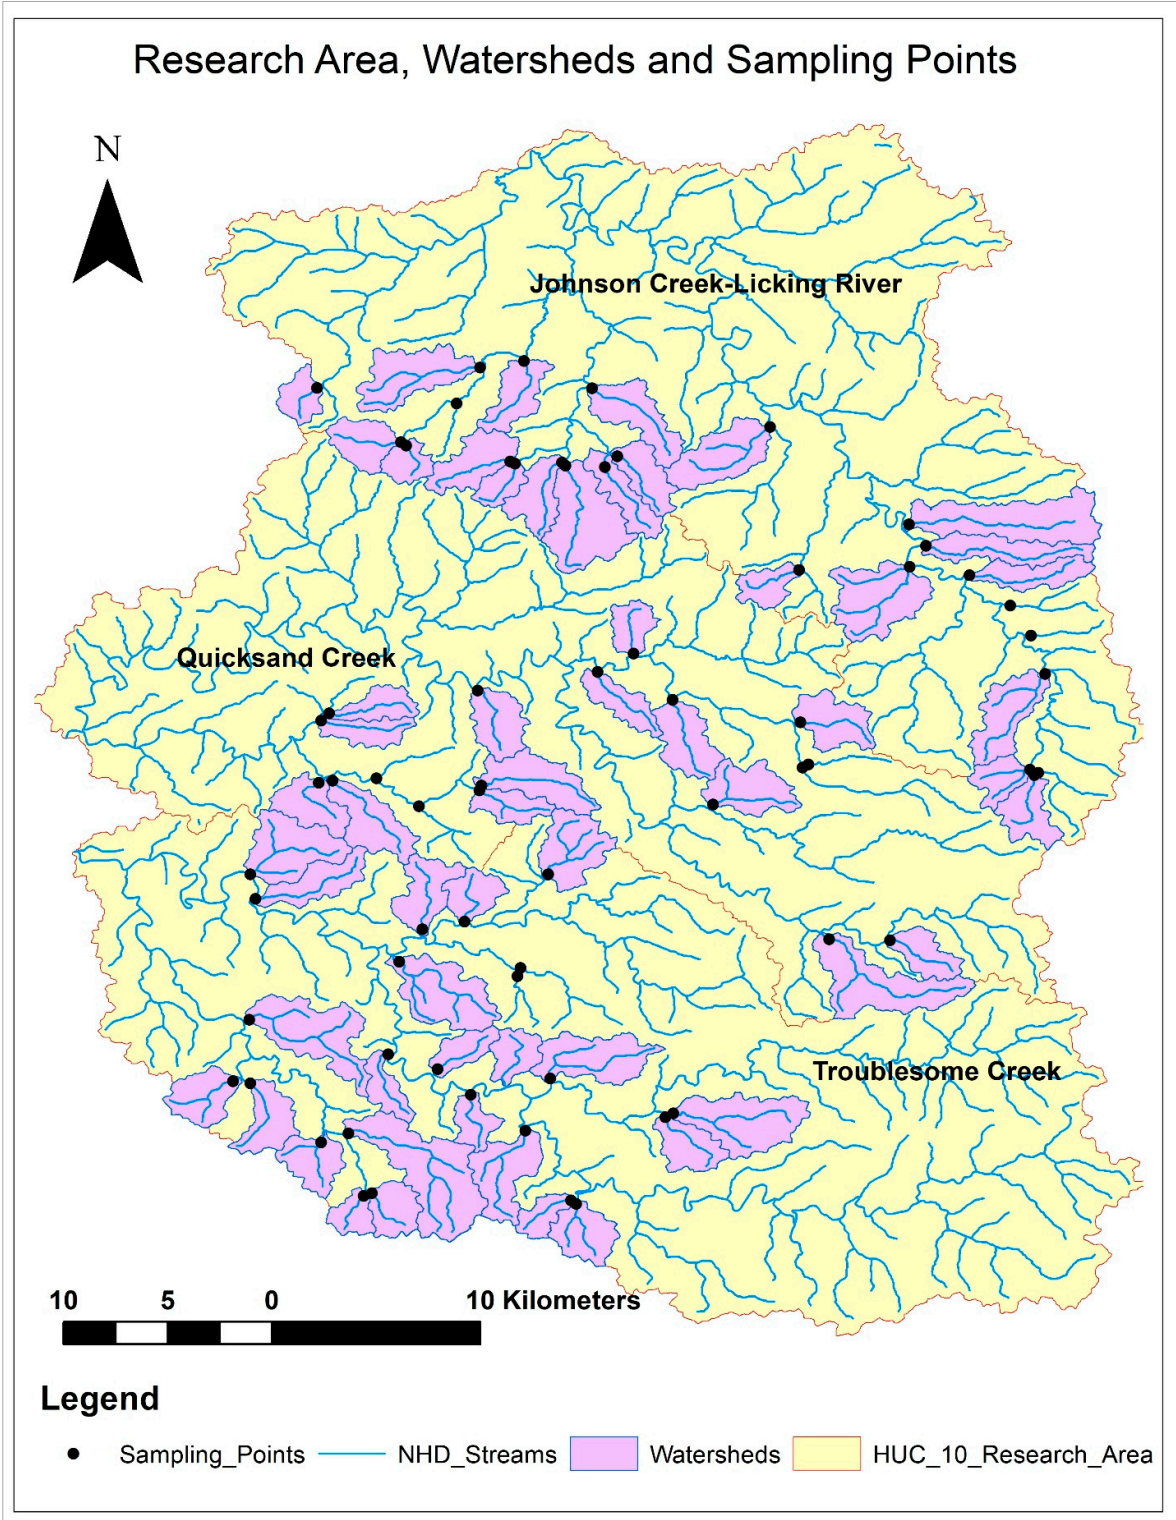 Research Area, Watersheds and Sampling Points
N
Johnson Creek-Licking River
Quicksand Creek
Troublesome Creek
10 5 0 10 Kilometers
Legend
Sampling_Points NHD_Streams Watersheds HUC_10_Research_Area